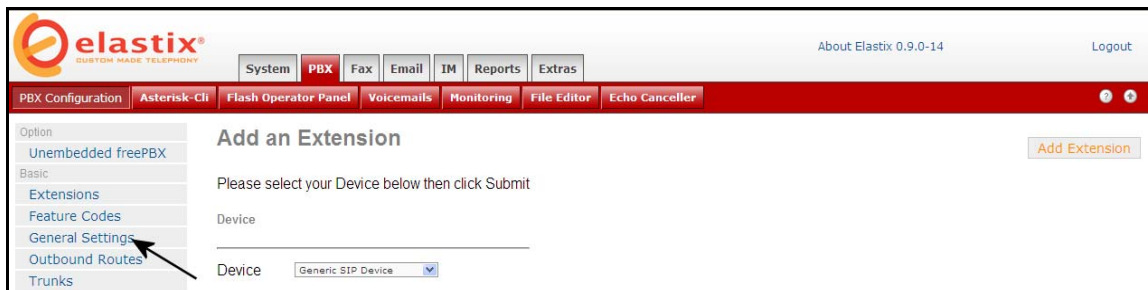 elastix®
CUSTOM MADE TELEPHONY
About Elastix 0.9.0-14
Logout
System PBX Fax Email IM Reports Extras
PBX Configuration Asterisk-Cli Flash Operator Panel Voicemails Monitoring File Editor Echo Canceller
Option
Unembedded freePBX
Basic
Extensions
Feature Codes
General Settings
Outbound Routes
Trunks
Add an Extension
Add Extension
Please select your Device below then click Submit
Device
Device Generic SIP Device